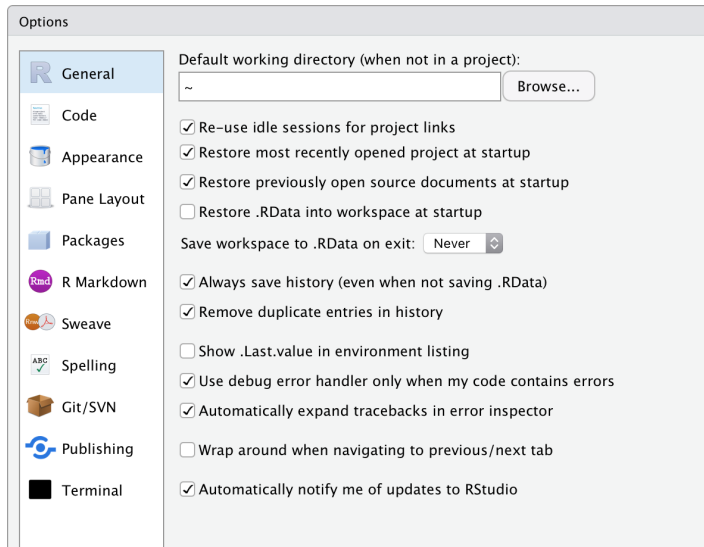 Options
General
Code
Appearance
Pane Layout
Packages
Rmd R Markdown
Rnw Sweave
ABC Spelling
Git/SVN
Publishing
Terminal
Default working directory (when not in a project):
~
Browse...
Re-use idle sessions for project links
Restore most recently opened project at startup
Restore previously open source documents at startup
Restore .RData into workspace at startup
Save workspace to .RData on exit: Never
Always save history (even when not saving .RData)
Remove duplicate entries in history
Show .Last.value in environment listing
Use debug error handler only when my code contains errors
Automatically expand tracebacks in error inspector
Wrap around when navigating to previous/next tab
Automatically notify me of updates to RStudio